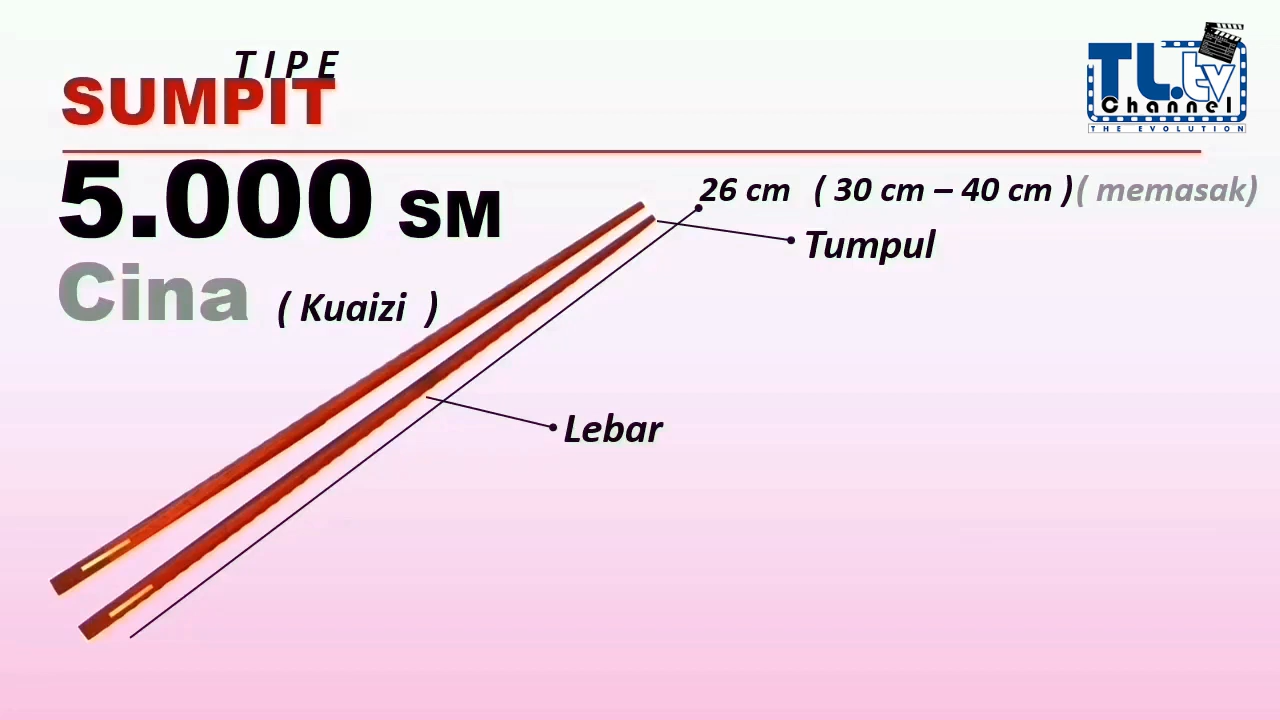 TIPE
SUMPIT
TL.tv
Channel
THE EVOLUTION
5.000 SM
Cina ( Kuaizi )
26 cm ( 30 cm – 40 cm )( memasak)
Tumpul
Lebar